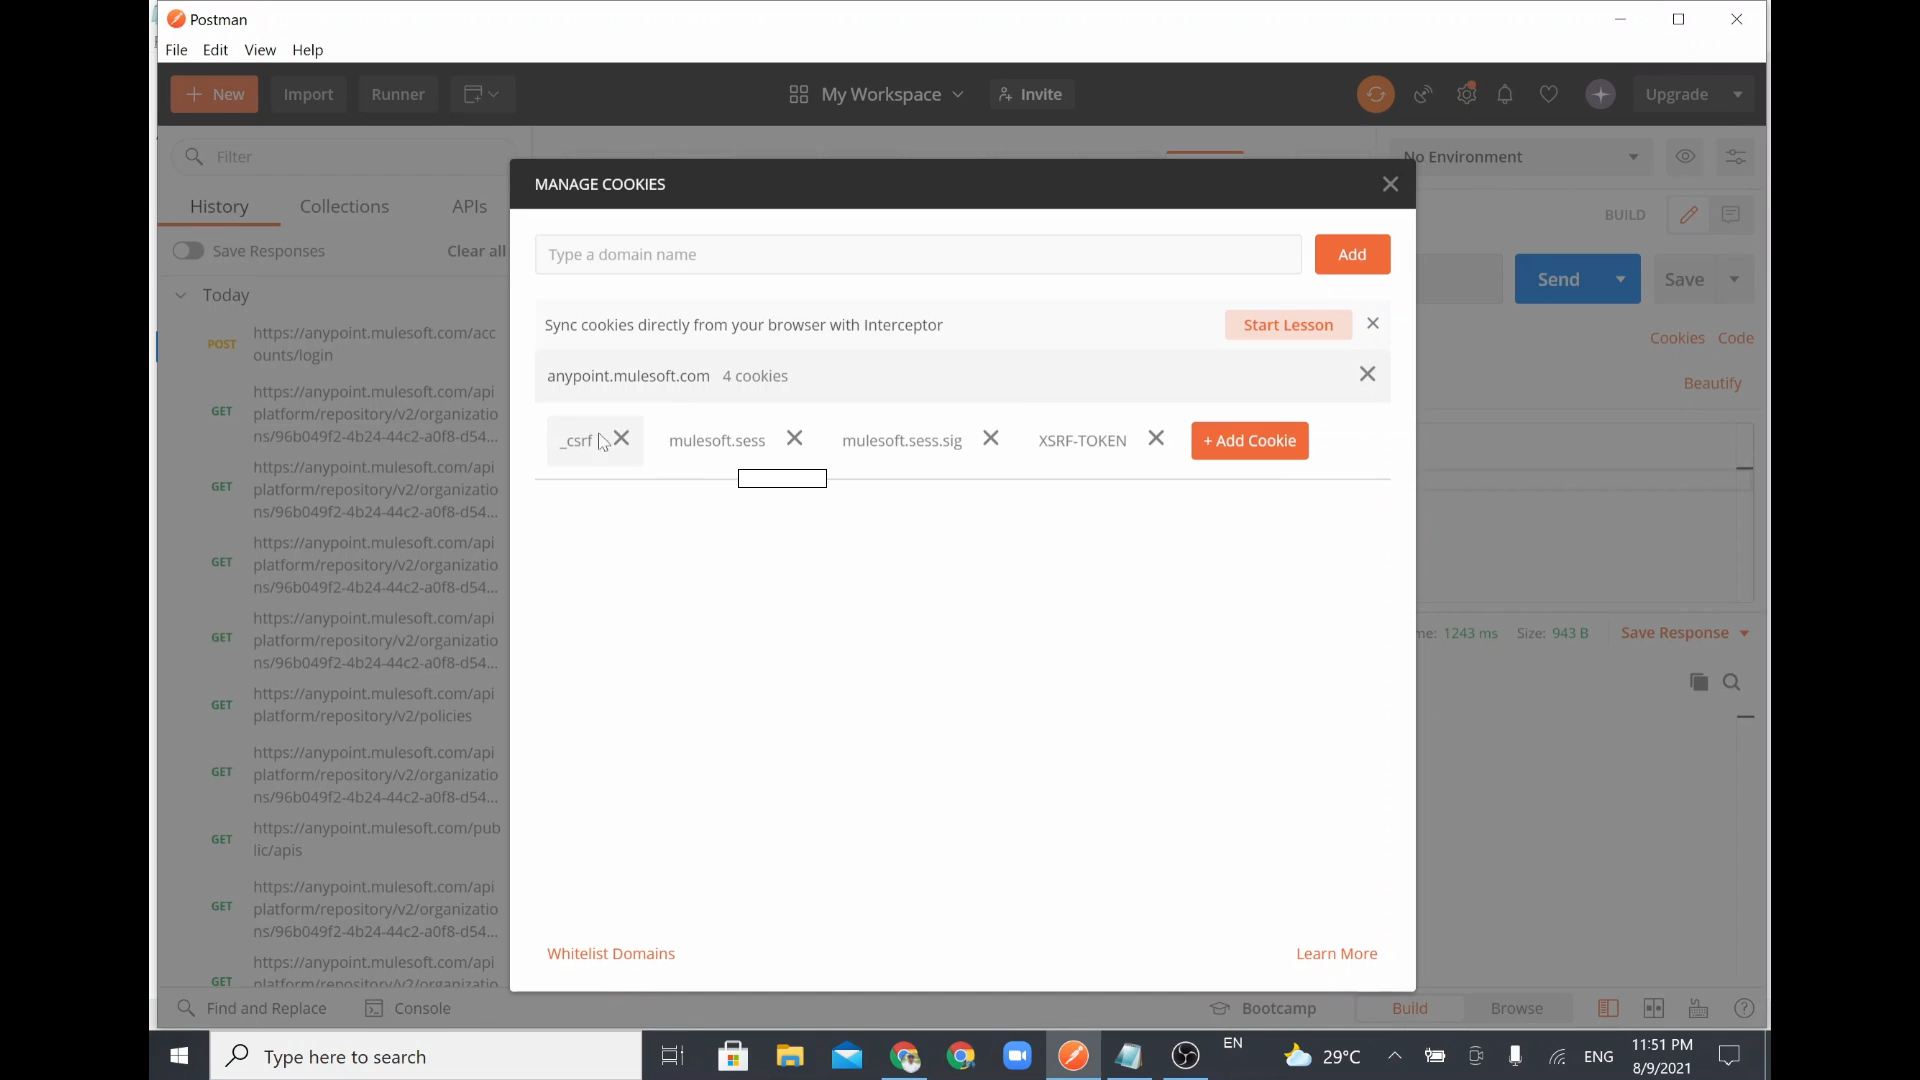 Postman
File Edit View Help
New Import Runner My Workspace Invite Upgrade
Filter
No Environment
MANAGE COOKIES
History Collections APIs
BUILD
Save Responses Clear all
Type a domain name Add
Send Save
Today
Sync cookies directly from your browser with Interceptor Start Lesson
Cookies Code
POST https://anypoint.mulesoft.com/acc
ounts/login
anypoint.mulesoft.com 4 cookies
Beautify
GET https://anypoint.mulesoft.com/api
platform/repository/v2/organizatio
ns/96b049f2-4b24-44c2-a0f8-d54...
_csrf mulesoft.sess mulesoft.sess.sig XSRF-TOKEN + Add Cookie
GET https://anypoint.mulesoft.com/api
platform/repository/v2/organizatio
ns/96b049f2-4b24-44c2-a0f8-d54...
GET https://anypoint.mulesoft.com/api
platform/repository/v2/organizatio
ns/96b049f2-4b24-44c2-a0f8-d54...
GET https://anypoint.mulesoft.com/api
platform/repository/v2/organizatio
ns/96b049f2-4b24-44c2-a0f8-d54...
me: 1243 ms Size: 943 B Save Response
GET https://anypoint.mulesoft.com/api
platform/repository/v2/policies
GET https://anypoint.mulesoft.com/api
platform/repository/v2/organizatio
ns/96b049f2-4b24-44c2-a0f8-d54...
GET https://anypoint.mulesoft.com/pub
lic/apis
GET https://anypoint.mulesoft.com/api
platform/repository/v2/organizatio
ns/96b049f2-4b24-44c2-a0f8-d54...
GET https://anypoint.mulesoft.com/api
platform/repository/v2/organizatio
Whitelist Domains Learn More
Find and Replace Console Bootcamp Build Browse
Type here to search EN 29°C ENG 11:51 PM
8/9/2021